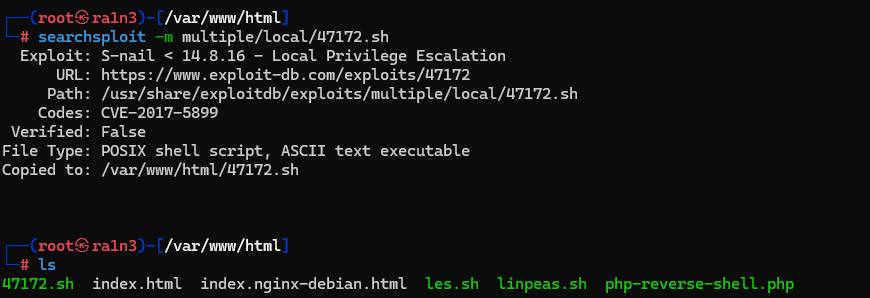 ┌──(root㉿ra1n3)-[/var/www/html]
└─# searchsploit -m multiple/local/47172.sh
Exploit: S-nail < 14.8.16 - Local Privilege Escalation
URL: https://www.exploit-db.com/exploits/47172
Path: /usr/share/exploitdb/exploits/multiple/local/47172.sh
Codes: CVE-2017-5899
Verified: False
File Type: POSIX shell script, ASCII text executable
Copied to: /var/www/html/47172.sh
┌──(root㉿ra1n3)-[/var/www/html]
└─# ls
47172.sh  index.html  index.nginx-debian.html  les.sh  linpeas.sh  php-reverse-shell.php